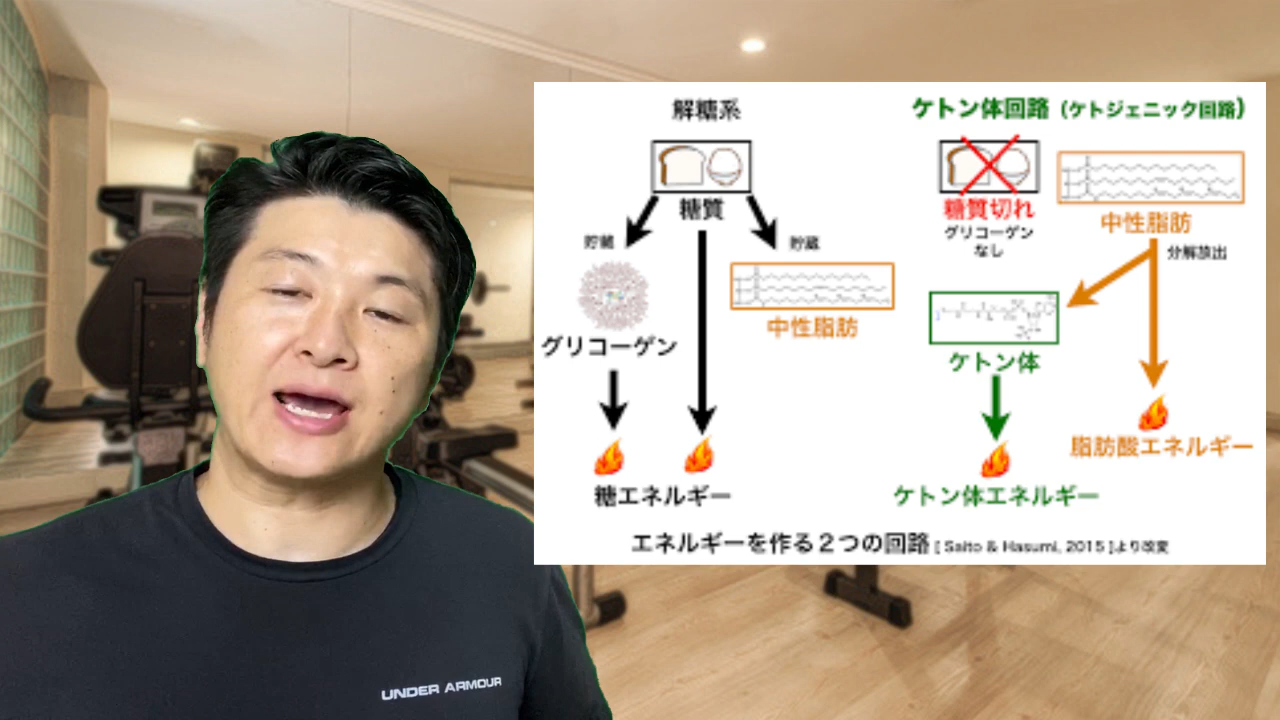 解糖系
糖質
貯蔵
貯蔵
グリコーゲン
中性脂肪
糖エネルギー
ケトン体回路（ケトジェニック回路）
糖質切れ
グリコーゲン
なし
中性脂肪
分解放出
ケトン体
脂肪酸エネルギー
ケトン体エネルギー
エネルギーを作る２つの回路 [ Saito & Hasumi, 2015 ]より改変
UNDER ARMOUR